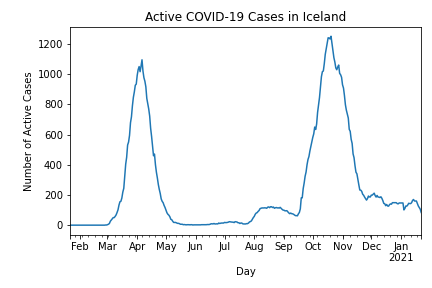 Active COVID-19 Cases in Iceland
Number of Active Cases
1200
1000
800
600
400
200
0
Feb Mar Apr May Jun Jul Aug Sep Oct Nov Dec Jan
2021
Day